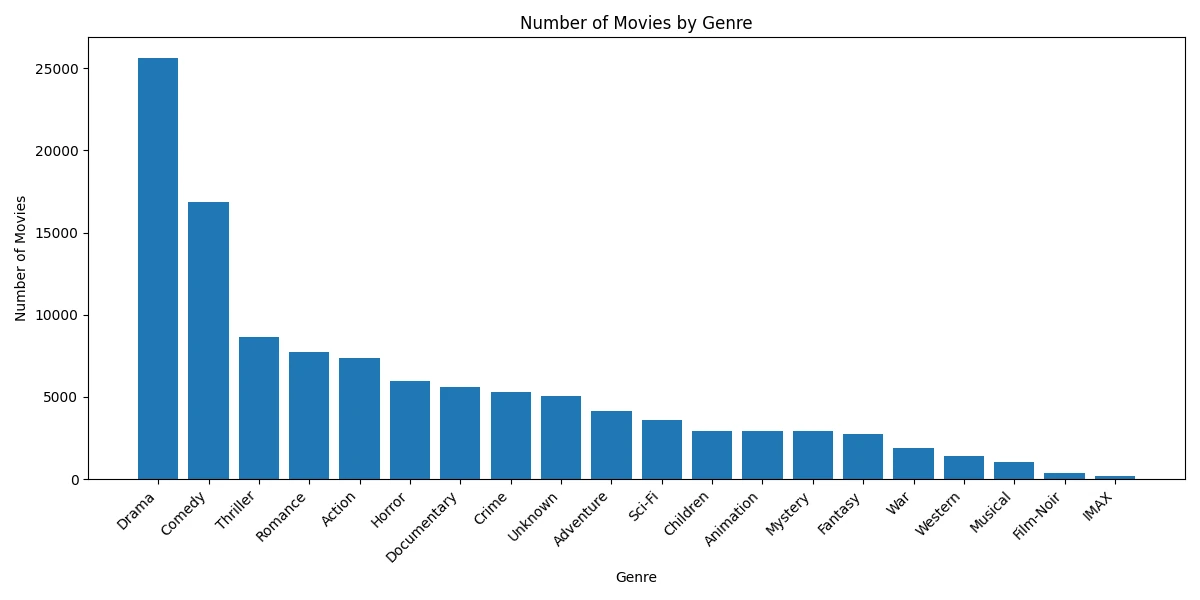 Number of Movies by Genre
Number of Movies
25000
20000
15000
10000
5000
0
Drama
Comedy
Thriller
Romance
Action
Horror
Documentary
Crime
Unknown
Adventure
Sci-Fi
Children
Animation
Mystery
Fantasy
War
Western
Musical
Film-Noir
IMAX
Genre